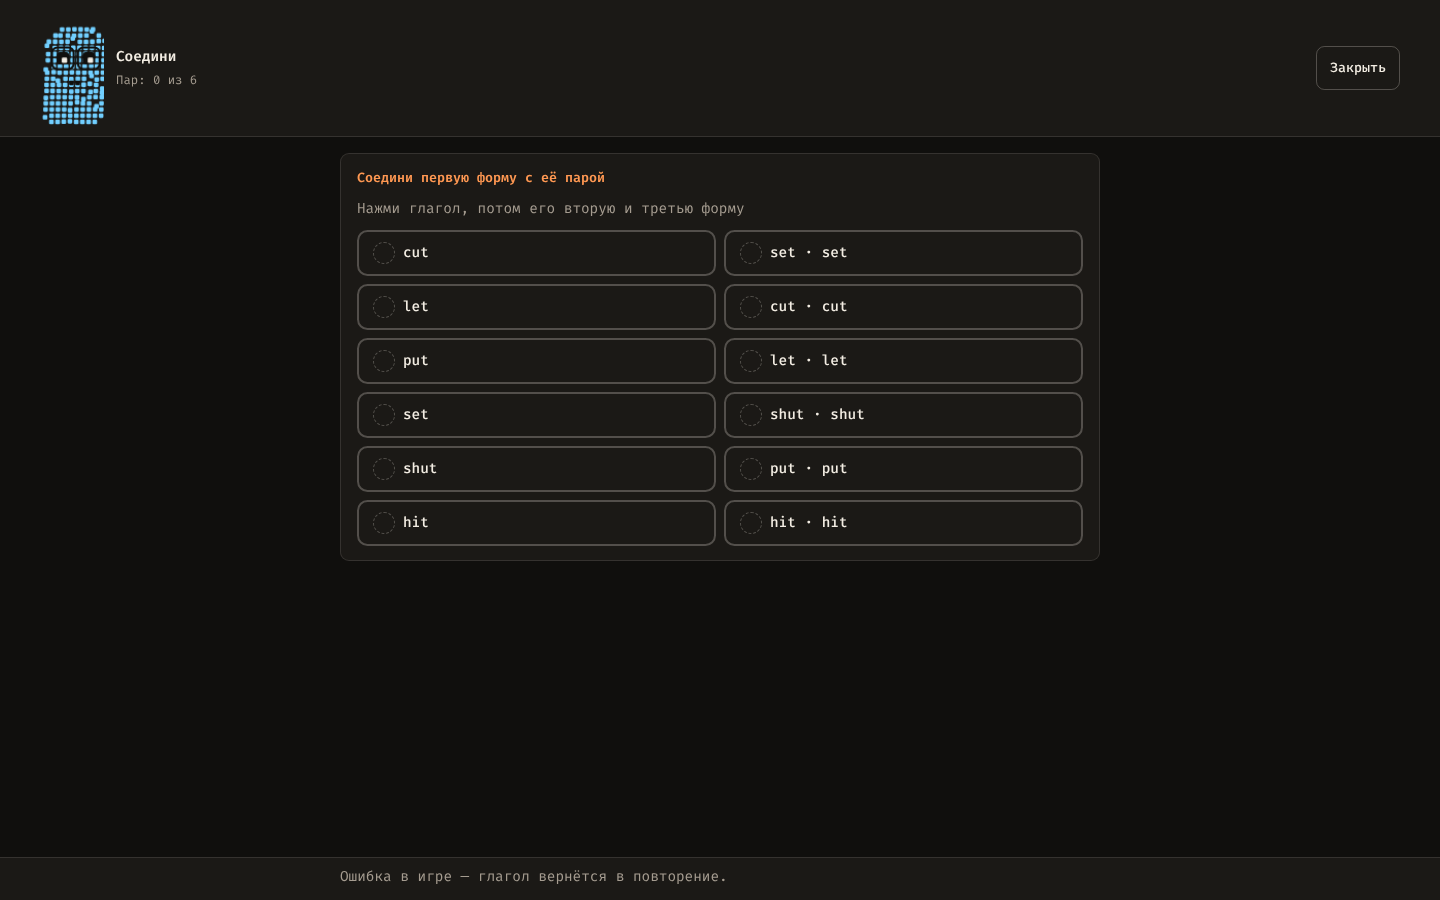 Соедини
Пар: 0 из 6
Закрыть
Соедини первую форму с её парой
Нажми глагол, потом его вторую и третью форму
cut
set · set
let
cut · cut
put
let · let
set
shut · shut
shut
put · put
hit
hit · hit
Ошибка в игре — глагол вернётся в повторение.